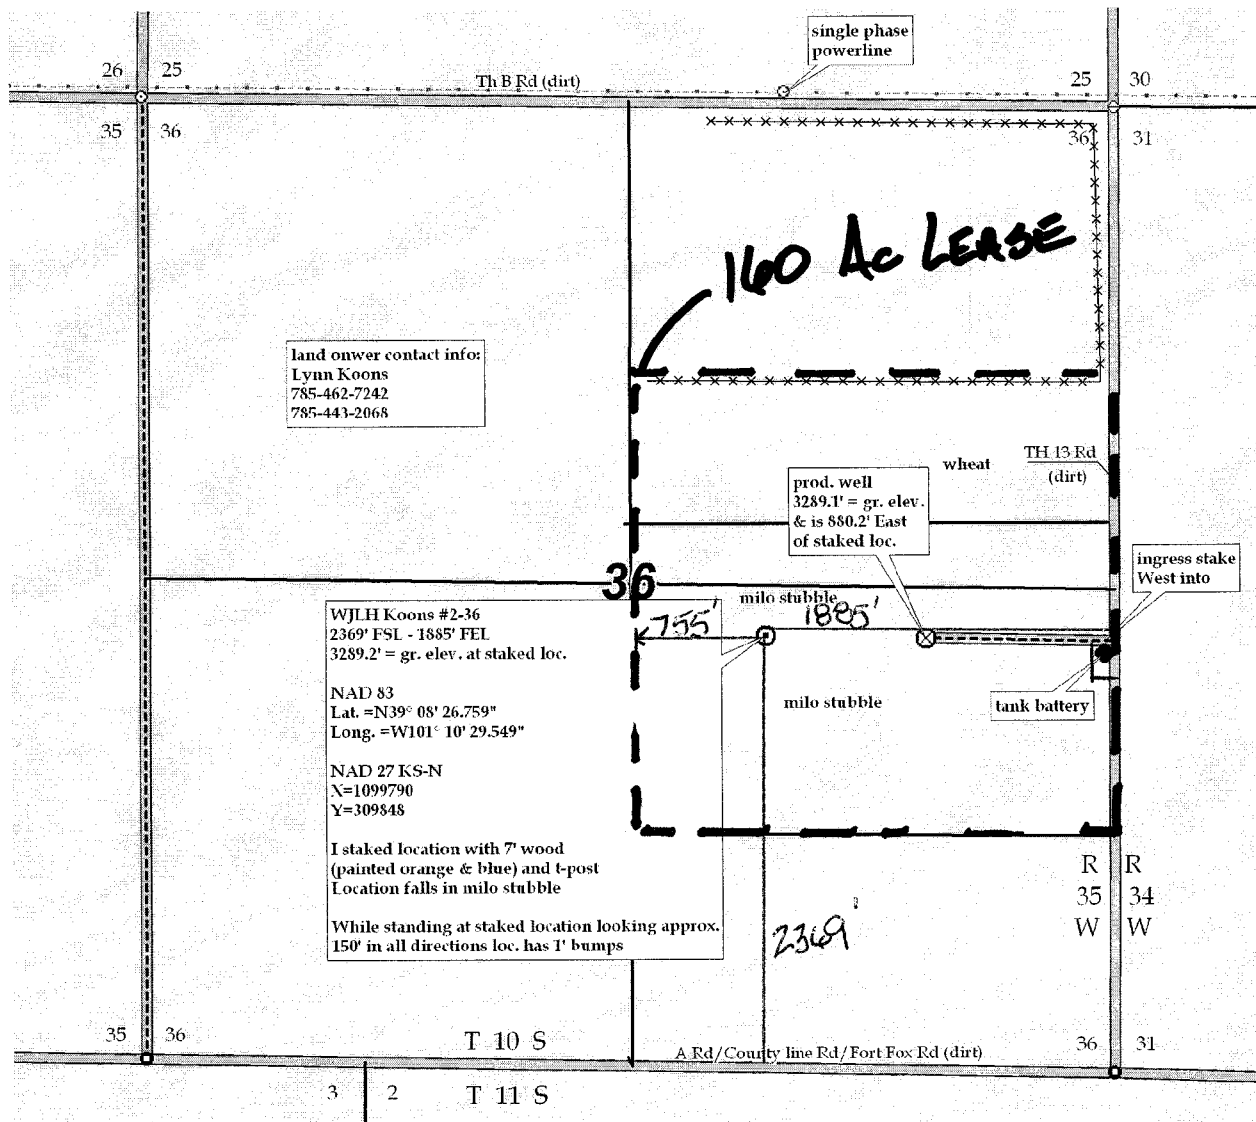 single phase
powerline
26 25
Th B Rd (dirt)
25 30
35 36
36 31
160 Ac LEASE
land onwer contact info:
Lynn Koons
785-462-7242
785-443-2068
wheat
TH 13 Rd
(dirt)
prod. well
3289.1' = gr. elev.
& is 880.2' East
of staked loc.
ingress stake
West into
36
milo stubble
755'
1885'
WJLH Koons #2-36
2369' FSL - 1885' FEL
3289.2' = gr. elev. at staked loc.
NAD 83
Lat. =N39° 08' 26.759"
Long. =W101° 10' 29.549"
NAD 27 KS-N
X=1099790
Y=309848
I staked location with 7' wood
(painted orange & blue) and t-post
Location falls in milo stubble
While standing at staked location looking approx.
150' in all directions loc. has 1' bumps
milo stubble
tank battery
R R
35 34
W W
2369'
35 36
T 10 S
A Rd/County line Rd/Fort Fox Rd (dirt)
36 31
3 2
T 11 S